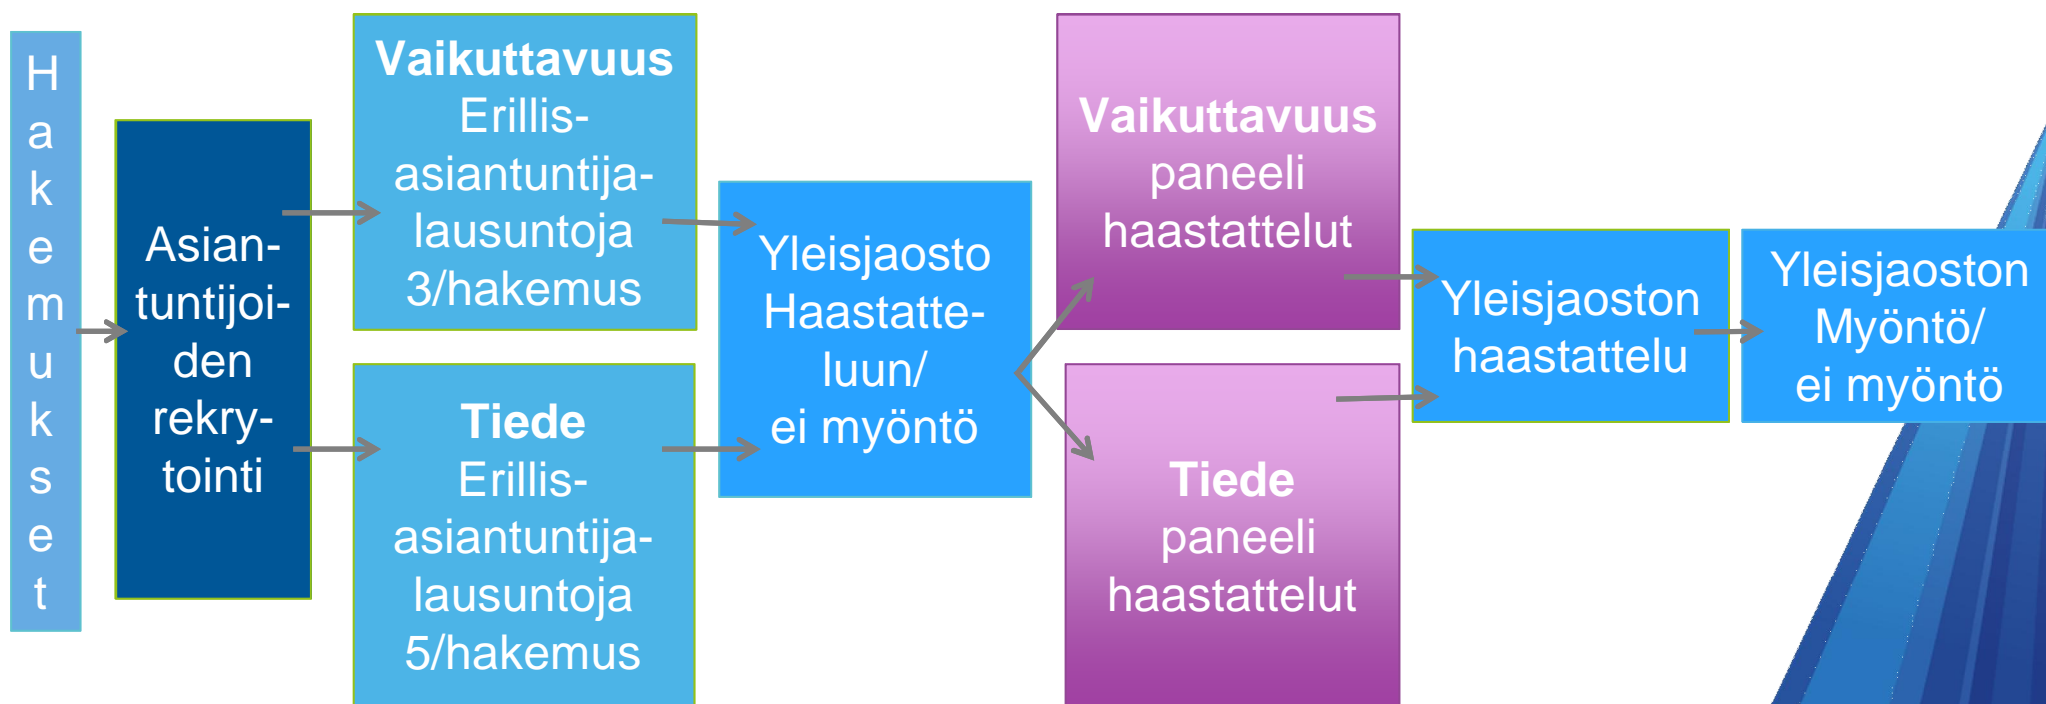 Hakemukset
Asian-
tuntijoi-
den
rekry-
tointi
Vaikuttavuus
Erillis-
asiantuntija-
lausuntoja
3/hakemus
Tiede
Erillis-
asiantuntija-
lausuntoja
5/hakemus
Yleisjaosto
Haastatte-
luun/
ei myöntö
Vaikuttavuus
paneeli
haastattelut
Tiede
paneeli
haastattelut
Yleisjaoston
haastattelu
Yleisjaoston
Myöntö/
ei myöntö